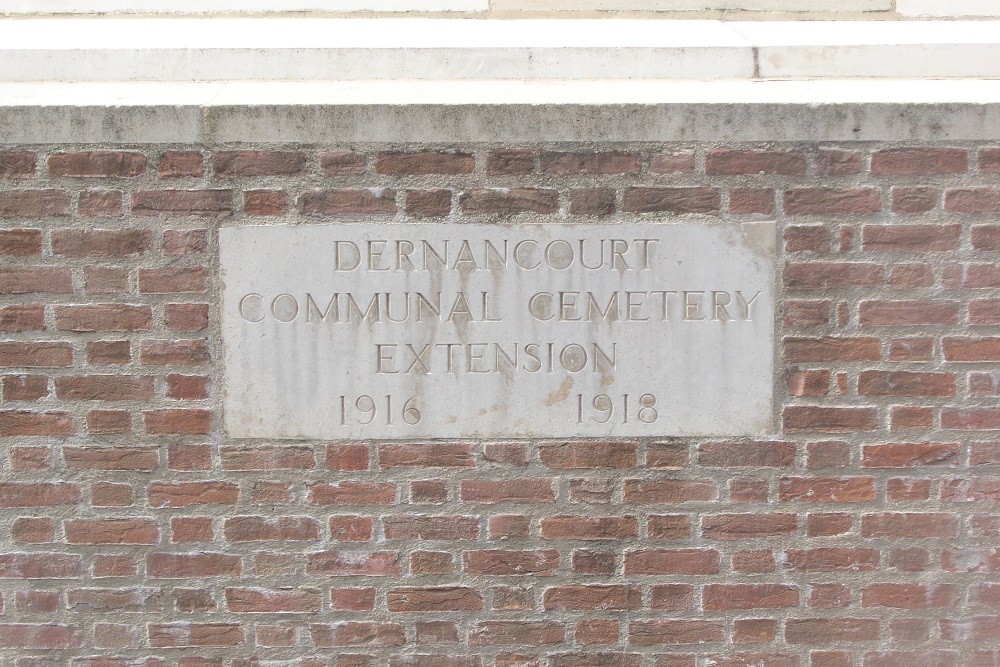 DERNANCOURT
COMMUNAL CEMETERY
EXTENSION
1916 1918